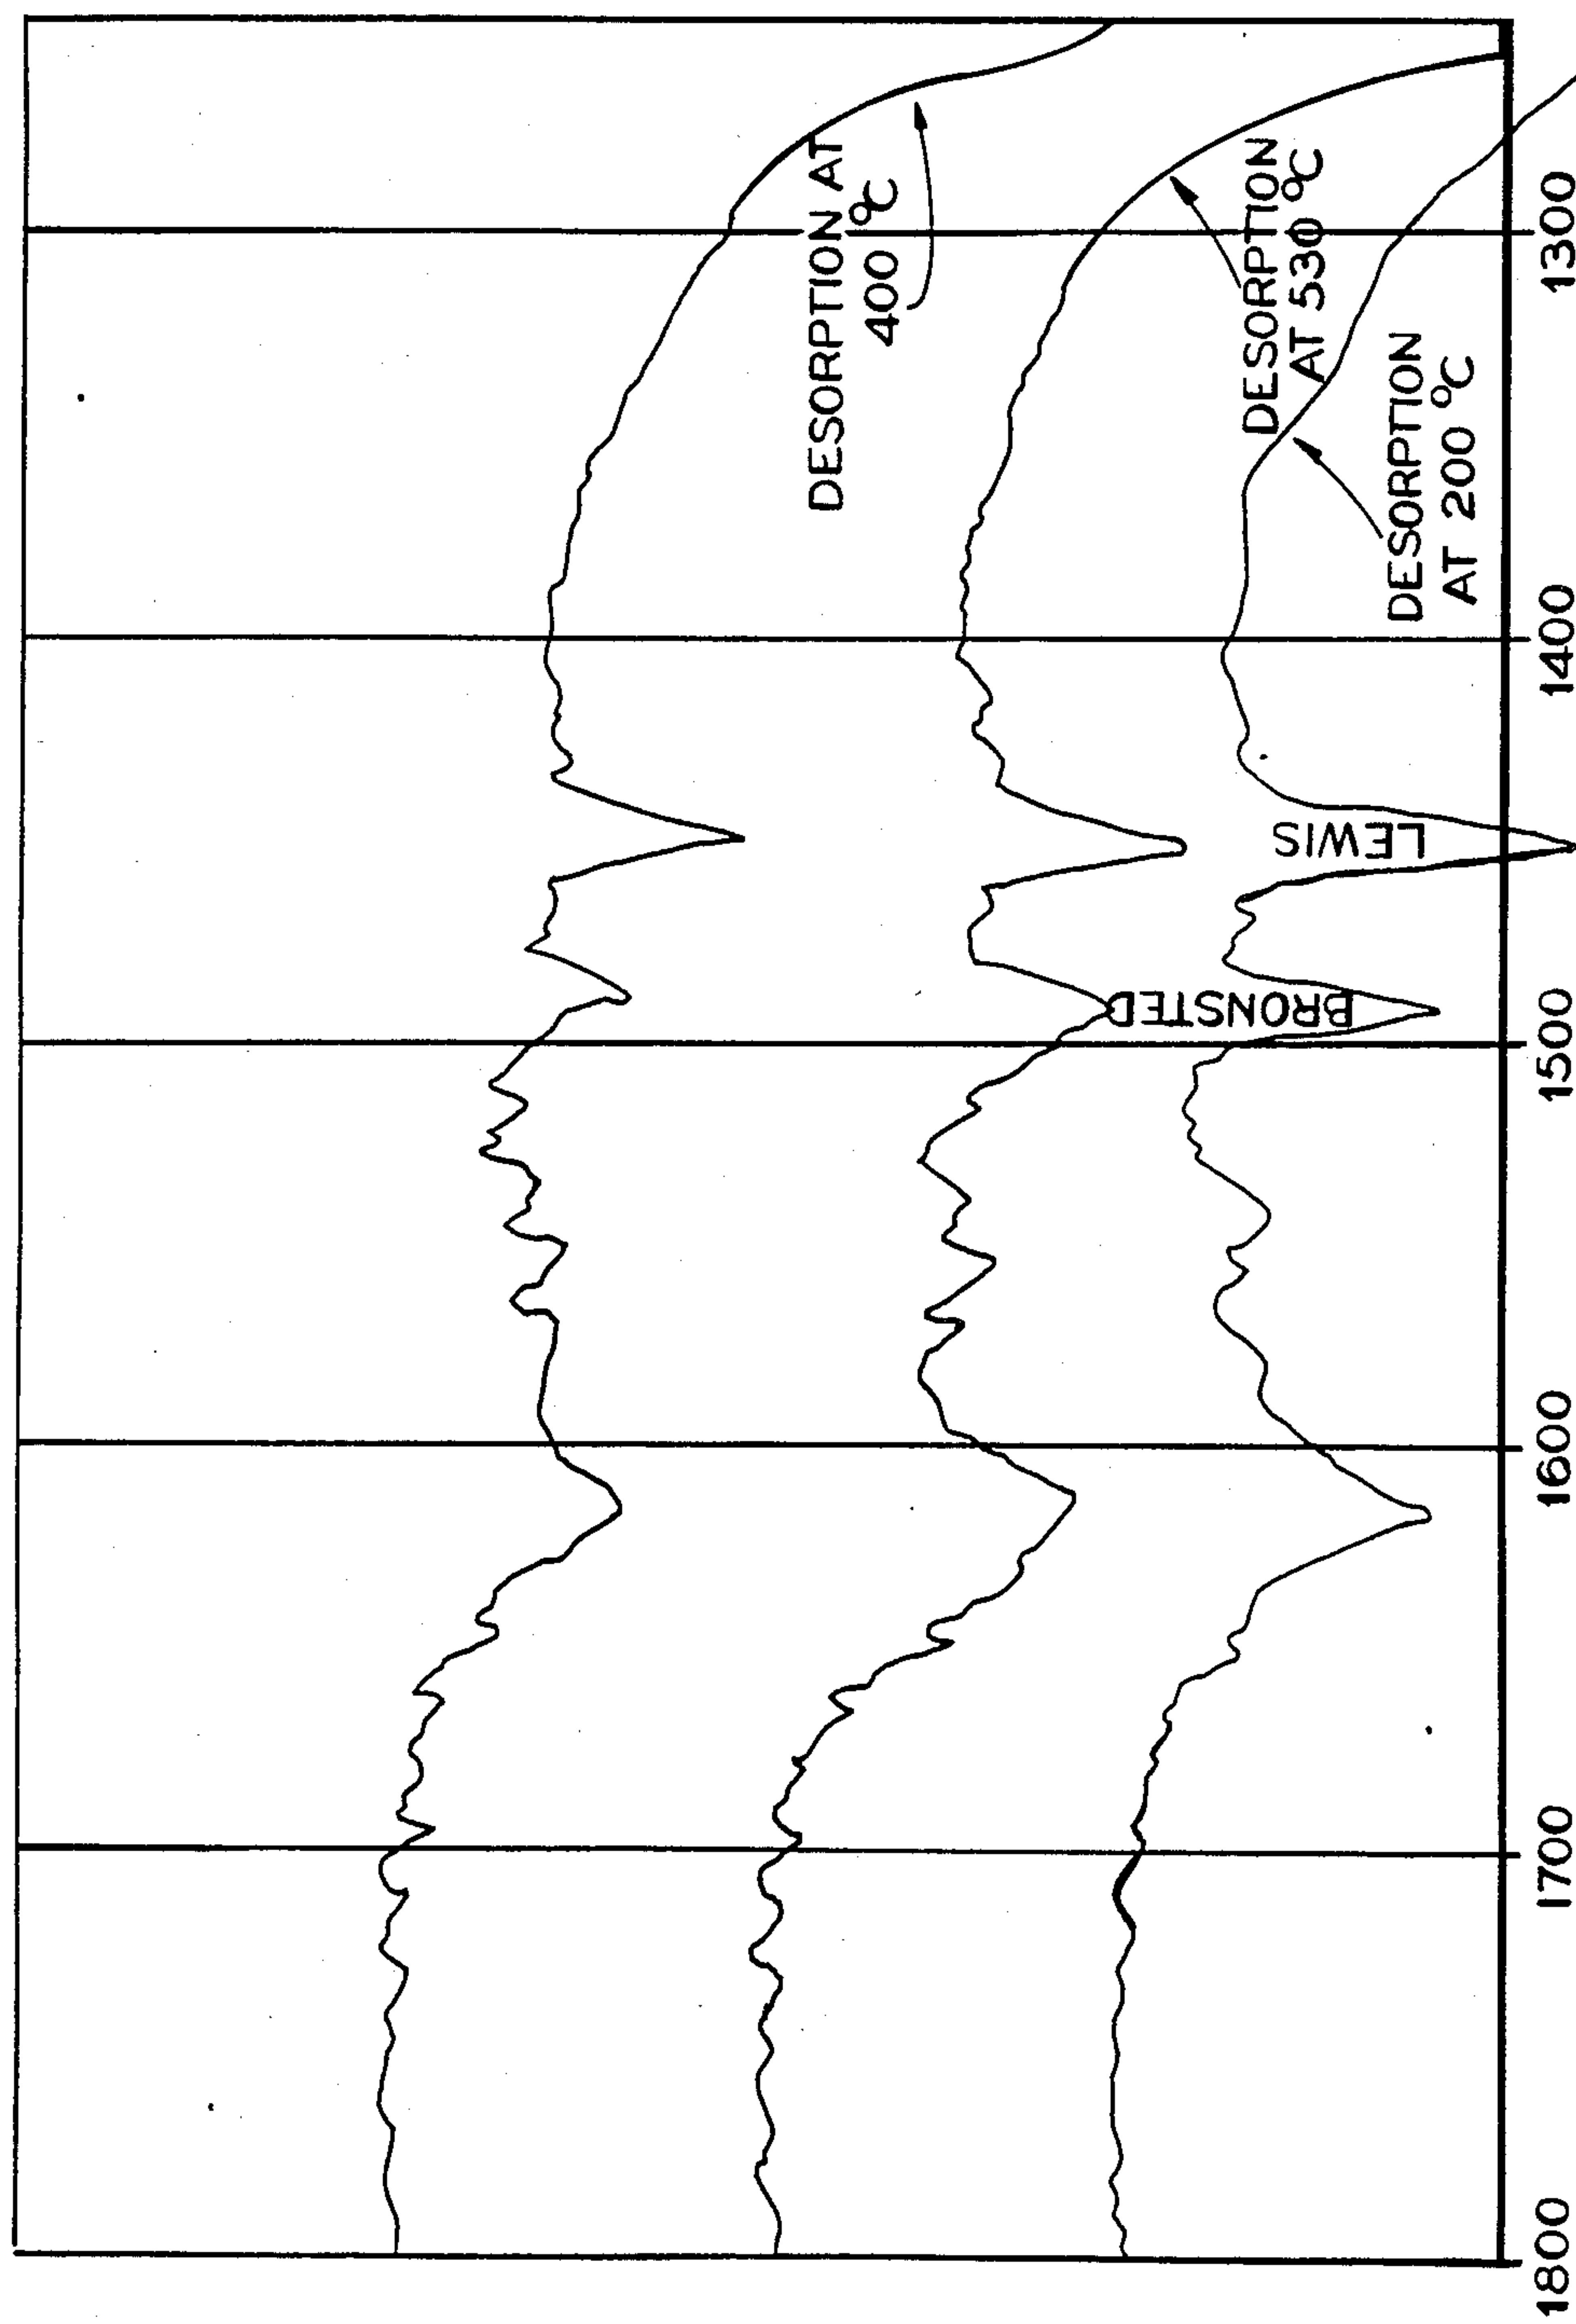 DESORPTION AT
400 °C
DESORPTION
AT 530 °C
DESORPTION
AT 200 °C
BRONSTED
LEWIS
1800
1700
1600
1500
1400
1300